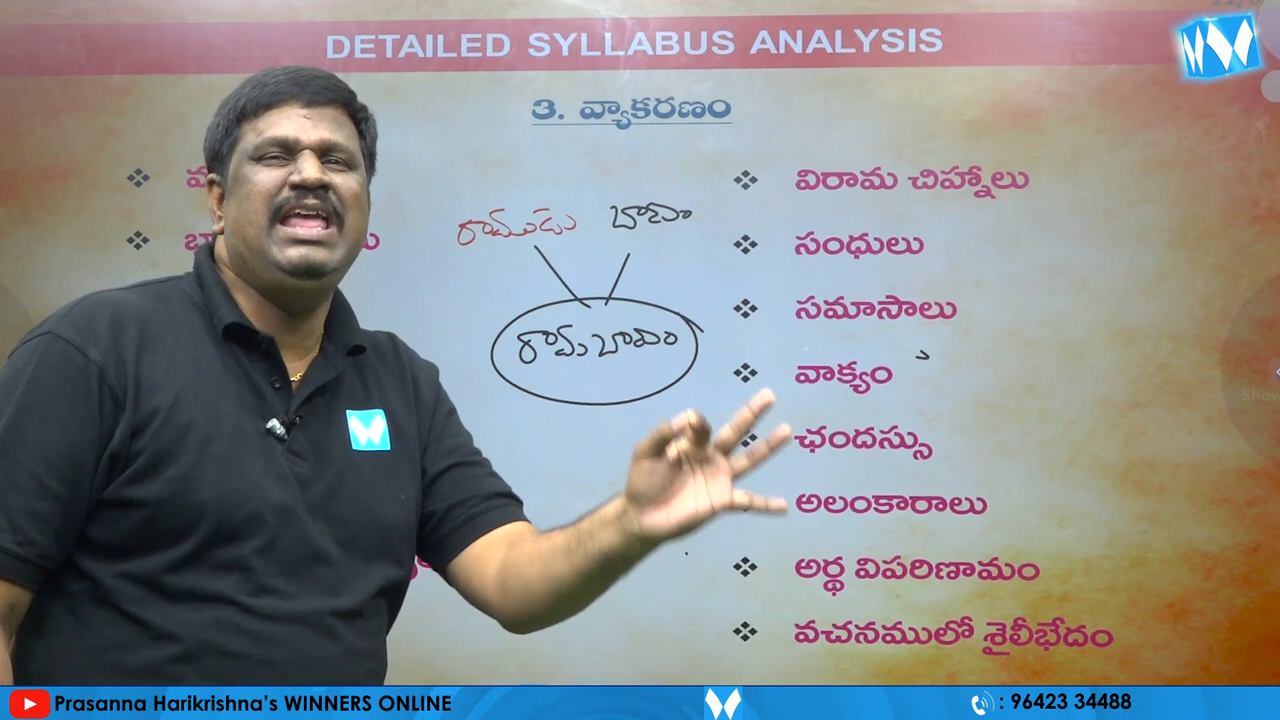 DETAILED SYLLABUS ANALYSIS
3. వ్యాకరణం
విరామ చిహ్నాలు
రాముడు బాణం
సంధులు
సమాసాలు
రామబాణం
వాక్యం
ఛందస్సు
అలంకారాలు
అర్థ విపరిణామం
వచనములో శైలీభేదం
Prasanna Harikrishna's WINNERS ONLINE
: 96423 34488